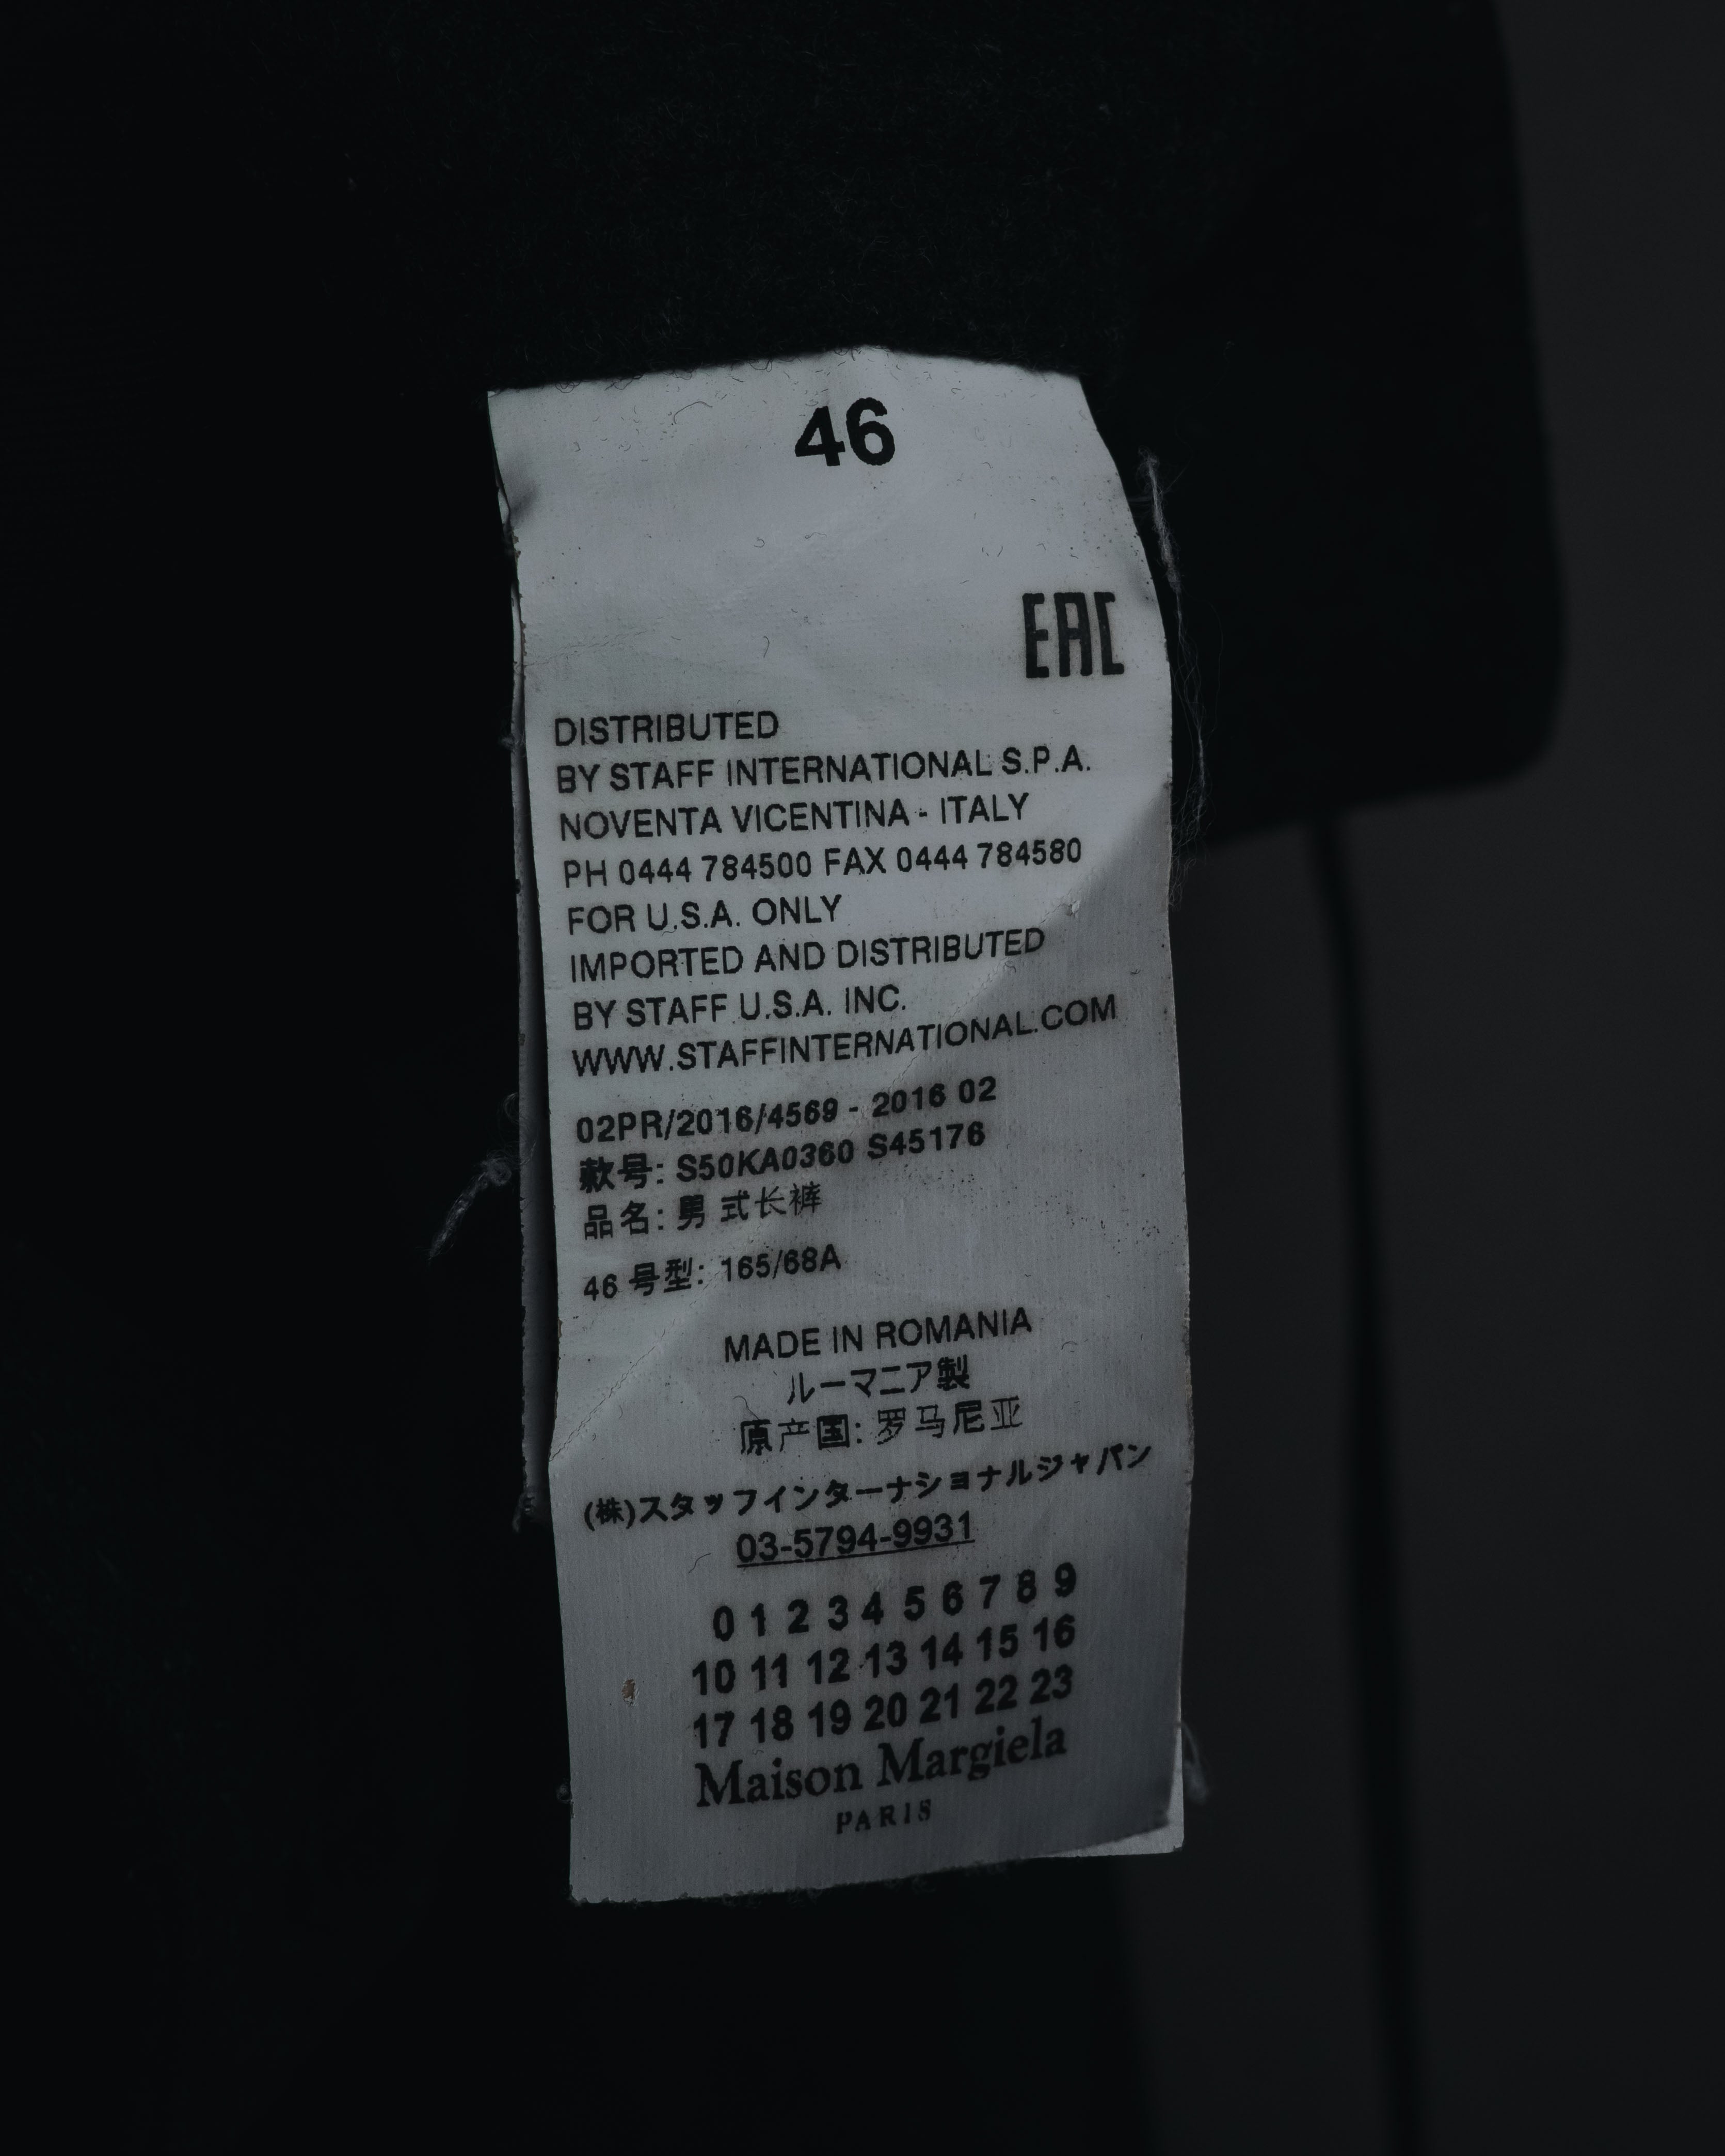 46
EAC
DISTRIBUTED
BY STAFF INTERNATIONAL S.P.A.
NOVENTA VICENTINA - ITALY
PH 0444 784500 FAX 0444 784580
FOR U.S.A. ONLY
IMPORTED AND DISTRIBUTED
BY STAFF U.S.A. INC.
WWW.STAFFINTERNATIONAL.COM
02PR/2016/4569 - 2016 02
款号: S50KA0360 S45176
品名: 男式长裤
46 号型: 165/68A
MADE IN ROMANIA
ルーマニア製
原产国: 罗马尼亚
(株)スタッフインターナショナルジャパン
03-5794-9931
0 1 2 3 4 5 6 7 8 9
10 11 12 13 14 15 16
17 18 19 20 21 22 23
Maison Margiela
PARIS